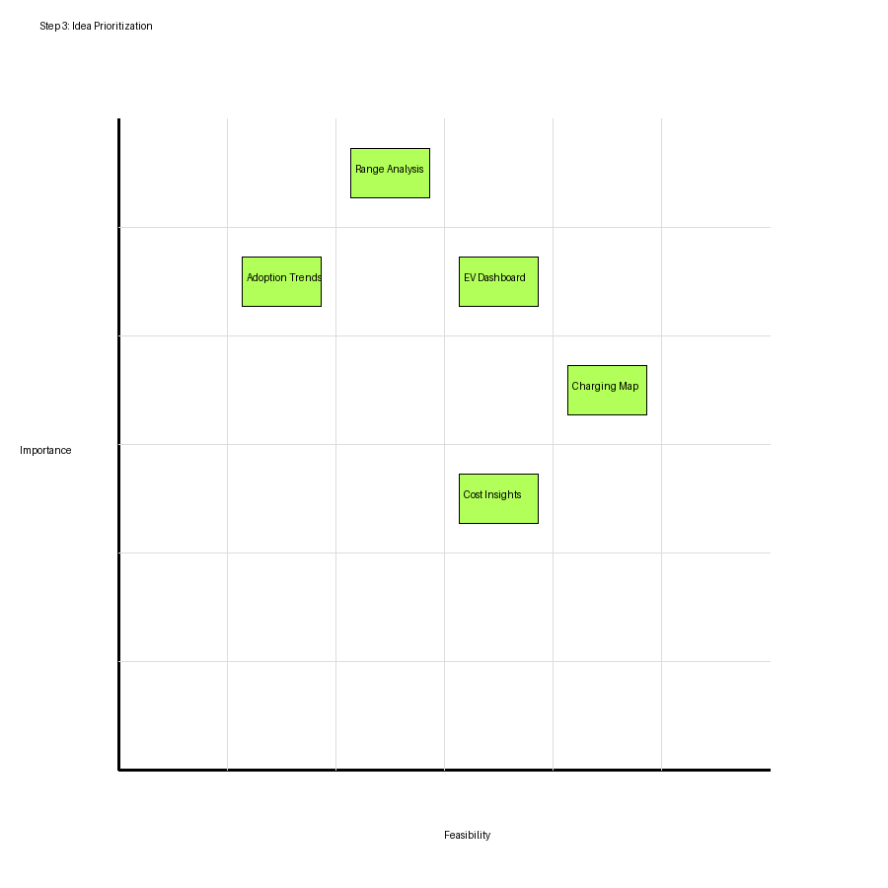 Step 3: Idea Prioritization
Range Analysis
Adoption Trends
EV Dashboard
Charging Map
Importance
Cost Insights
Feasibility